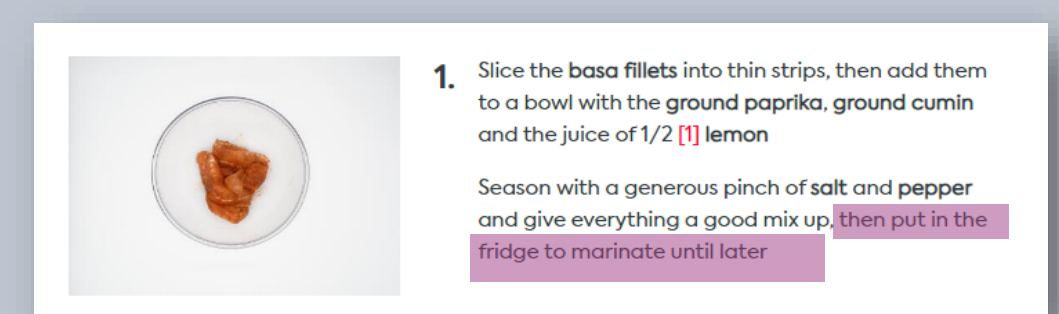 1.
Slice the basa fillets into thin strips, then add them
to a bowl with the ground paprika, ground cumin
and the juice of 1/2 [1] lemon
Season with a generous pinch of salt and pepper
and give everything a good mix up, then put in the
fridge to marinate until later